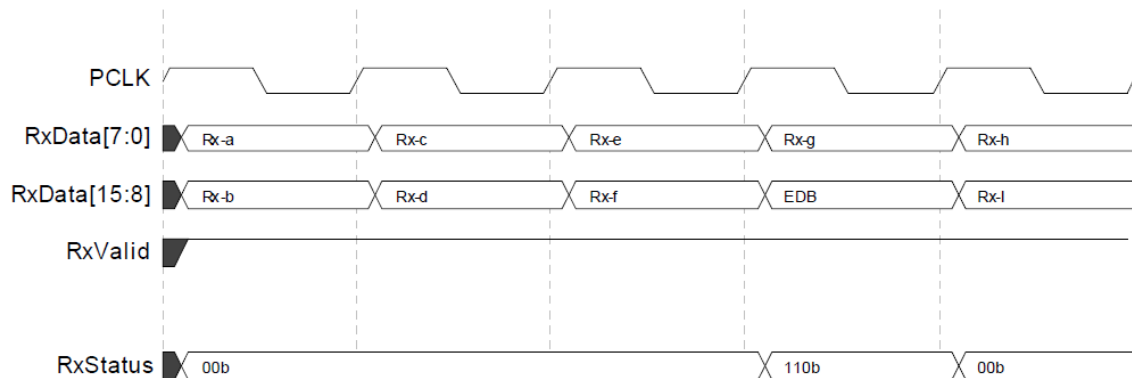 PCLK
RxData[7:0] Rx-a Rx-c Rx-e Rx-g Rx-h
RxData[15:8] Rx-b Rx-d Rx-f EDB Rx-I
RxValid
RxStatus 00b 110b 00b